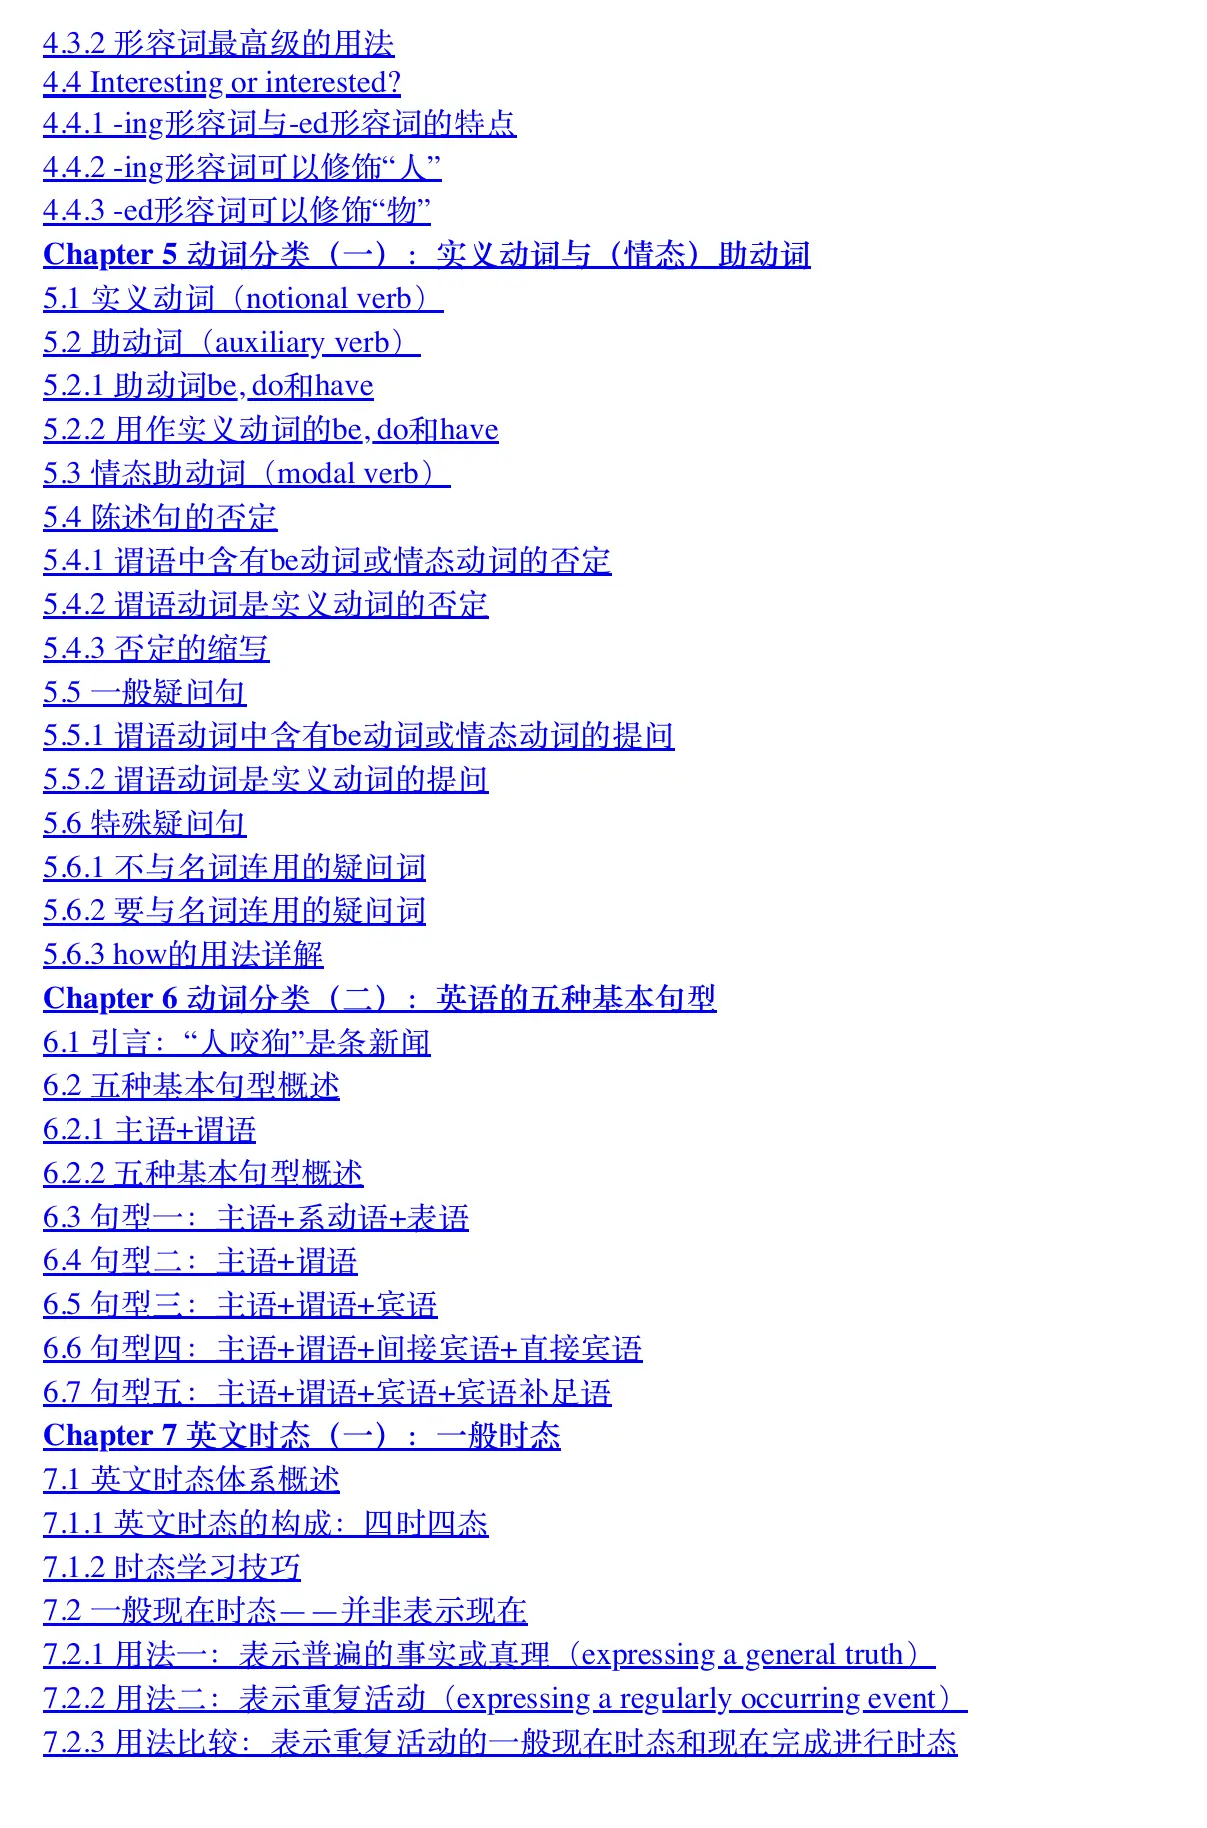 4.3.2 形容词最高级的用法
4.4 Interesting or interested?
4.4.1 -ing形容词与-ed形容词的特点
4.4.2 -ing形容词可以修饰“人”
4.4.3 -ed形容词可以修饰“物”
Chapter 5 动词分类（一）：实义动词与（情态）助动词
5.1 实义动词（notional verb）
5.2 助动词（auxiliary verb）
5.2.1 助动词be, do和have
5.2.2 用作实义动词的be, do和have
5.3 情态助动词（modal verb）
5.4 陈述句的否定
5.4.1 谓语中含有be动词或情态动词的否定
5.4.2 谓语动词是实义动词的否定
5.4.3 否定的缩写
5.5 一般疑问句
5.5.1 谓语动词中含有be动词或情态动词的提问
5.5.2 谓语动词是实义动词的提问
5.6 特殊疑问句
5.6.1 不与名词连用的疑问词
5.6.2 要与名词连用的疑问词
5.6.3 how的用法详解
Chapter 6 动词分类（二）：英语的五种基本句型
6.1 引言：“人咬狗”是条新闻
6.2 五种基本句型概述
6.2.1 主语+谓语
6.2.2 五种基本句型概述
6.3 句型一：主语+系动语+表语
6.4 句型二：主语+谓语
6.5 句型三：主语+谓语+宾语
6.6 句型四：主语+谓语+间接宾语+直接宾语
6.7 句型五：主语+谓语+宾语+宾语补足语
Chapter 7 英文时态（一）：一般时态
7.1 英文时态体系概述
7.1.1 英文时态的构成：四时四态
7.1.2 时态学习技巧
7.2 一般现在时态——并非表示现在
7.2.1 用法一：表示普遍的事实或真理（expressing a general truth）
7.2.2 用法二：表示重复活动（expressing a regularly occurring event）
7.2.3 用法比较：表示重复活动的一般现在时态和现在完成进行时态